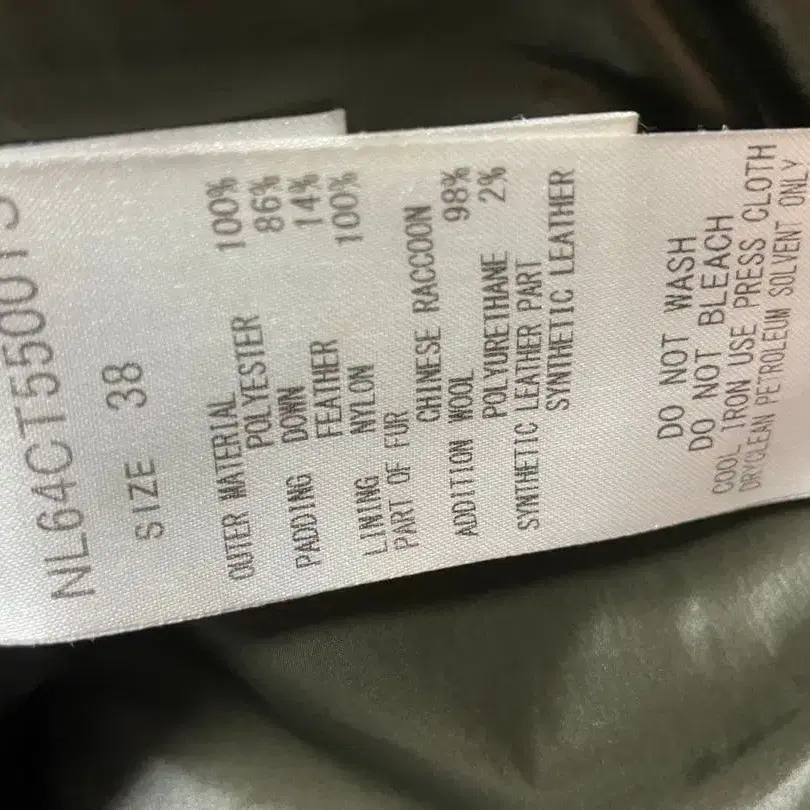 NL64CT550015
SIZE 38
OUTER MATERIAL
POLYESTER 100%
PADDING DOWN 86%
FEATHER 14%
LINING NYLON 100%
PART OF FUR
CHINESE RACCOON
ADDITION WOOL 98%
POLYURETHANE 2%
SYNTHETIC LEATHER PART
SYNTHETIC LEATHER
DO NOT WASH
DO NOT BLEACH
COOL IRON USE PRESS CLOTH
DRYCLEAN PETROLEUM SOLVENT ONLY